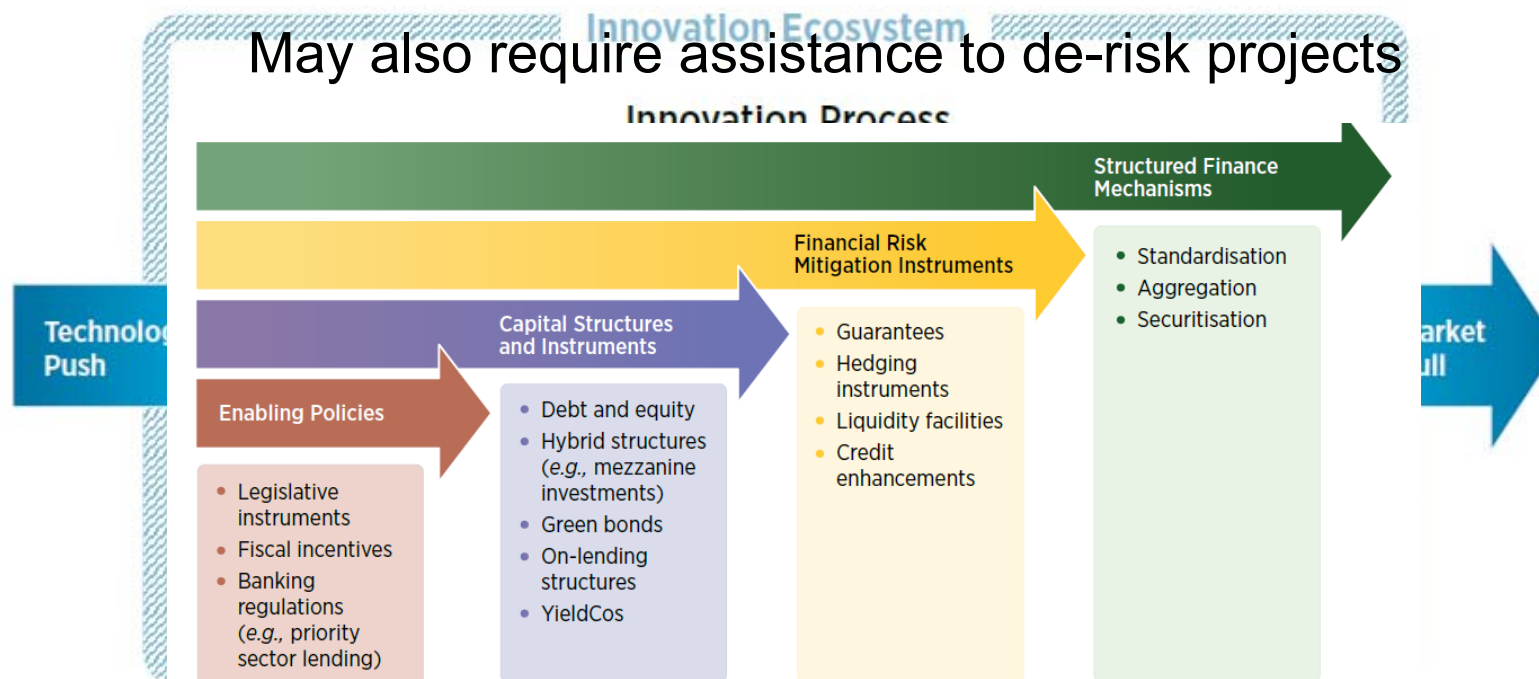 Innovation Ecosystem
May also require assistance to de-risk projects
Innovation Process
Structured Finance
Mechanisms
• Standardisation
• Aggregation
• Securitisation
Financial Risk
Mitigation Instruments
• Guarantees
• Hedging
instruments
• Liquidity facilities
• Credit
enhancements
Capital Structures
and Instruments
• Debt and equity
• Hybrid structures
(e.g., mezzanine
investments)
• Green bonds
• On-lending
structures
• YieldCos
Enabling Policies
• Legislative
instruments
• Fiscal incentives
• Banking
regulations
(e.g., priority
sector lending)
Technolog
Push
arket
ull